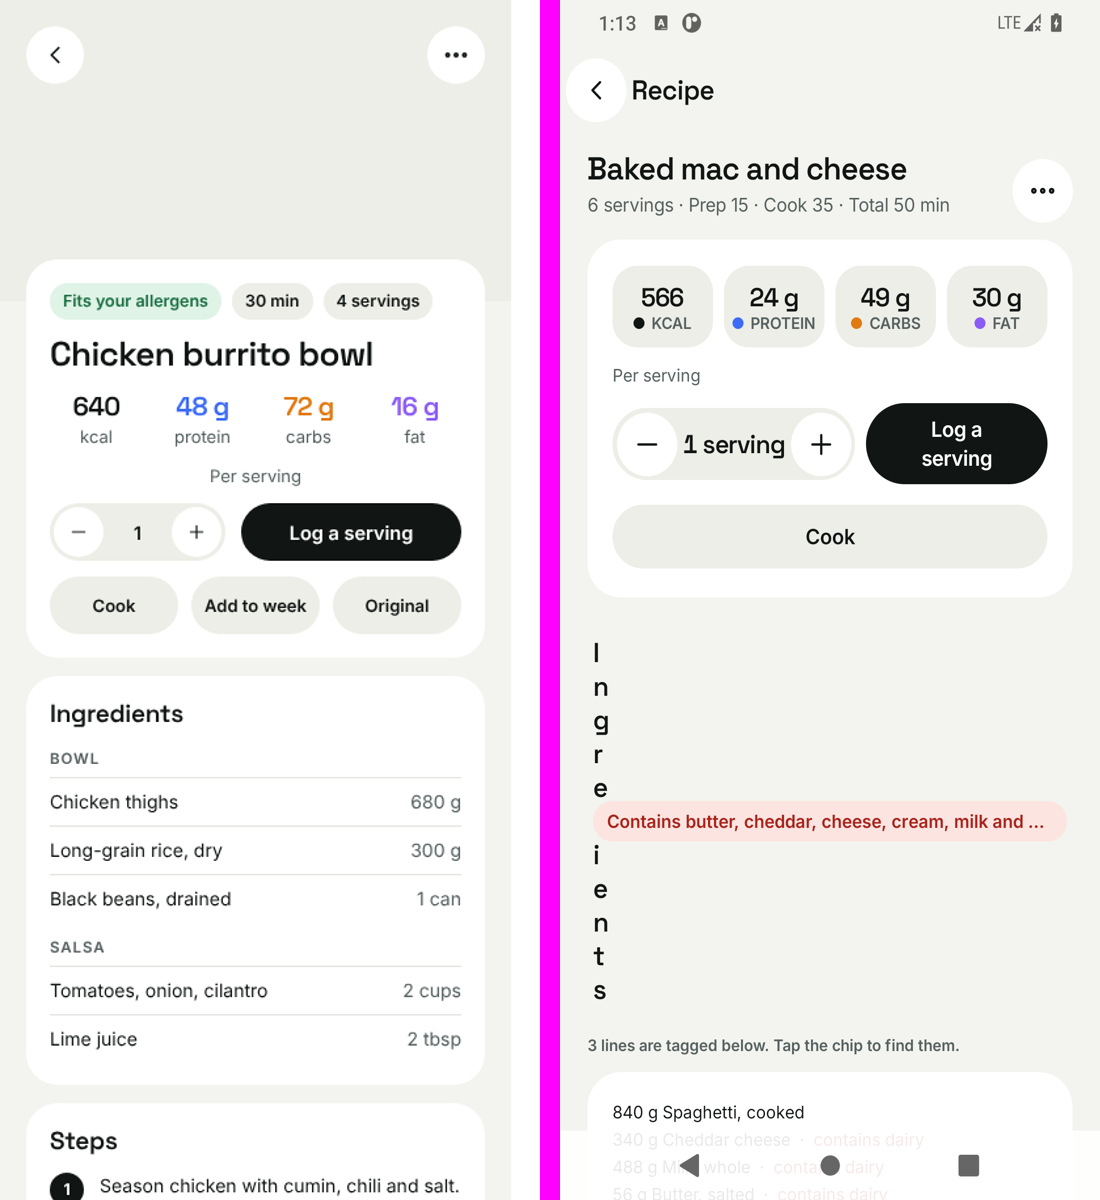 Fits your allergens
30 min
4 servings
Chicken burrito bowl
640
48 g
72 g
16 g
kcal
protein
carbs
fat
Per serving
1
Log a serving
Cook
Add to week
Original
Ingredients
BOWL
Chicken thighs
680 g
Long-grain rice, dry
300 g
Black beans, drained
1 can
SALSA
Tomatoes, onion, cilantro
2 cups
Lime juice
2 tbsp
Steps
1
Season chicken with cumin, chili and salt.
1:13
A
LTE
Recipe
Baked mac and cheese
6 servings · Prep 15 · Cook 35 · Total 50 min
566
24 g
49 g
30 g
KCAL
PROTEIN
CARBS
FAT
Per serving
1 serving
Log a
serving
Cook
I
n
g
r
e
Contains butter, cheddar, cheese, cream, milk and ...
i
e
n
t
s
3 lines are tagged below. Tap the chip to find them.
840 g Spaghetti, cooked
340 g Cheddar cheese · contains dairy
488 g whole · dairy
56 g Butter, salted · contains dairy